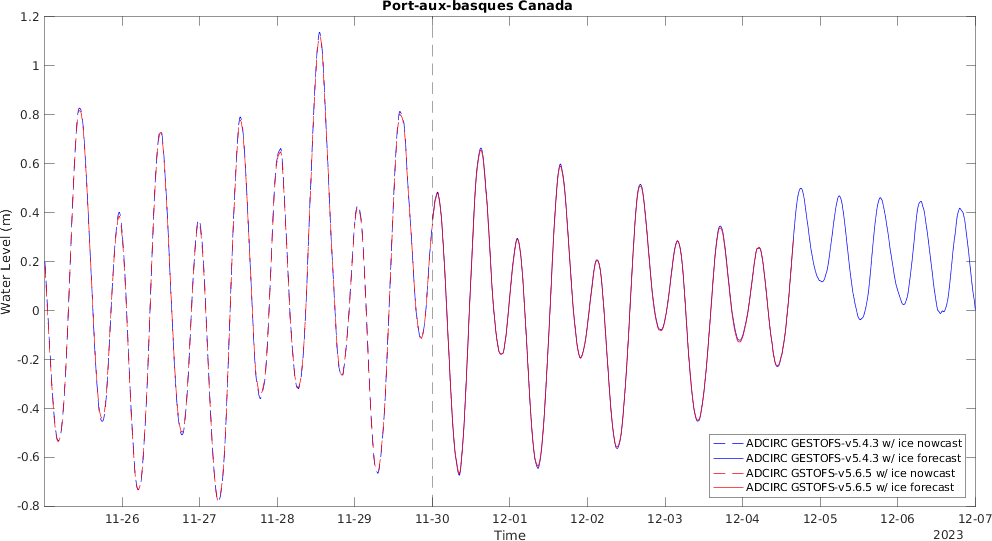 Port-aux-basques Canada
1.2
1
0.8
0.6
0.4
0.2
0
-0.2
-0.4
-0.6
-0.8
Water Level (m)
ADCIRC GESTOFS-v5.4.3 w/ ice nowcast
ADCIRC GESTOFS-v5.4.3 w/ ice forecast
ADCIRC GSTOFS-v5.6.5 w/ ice nowcast
ADCIRC GSTOFS-v5.6.5 w/ ice forecast
11-26 11-27 11-28 11-29 11-30 12-01 12-02 12-03 12-04 12-05 12-06 12-07
Time
2023